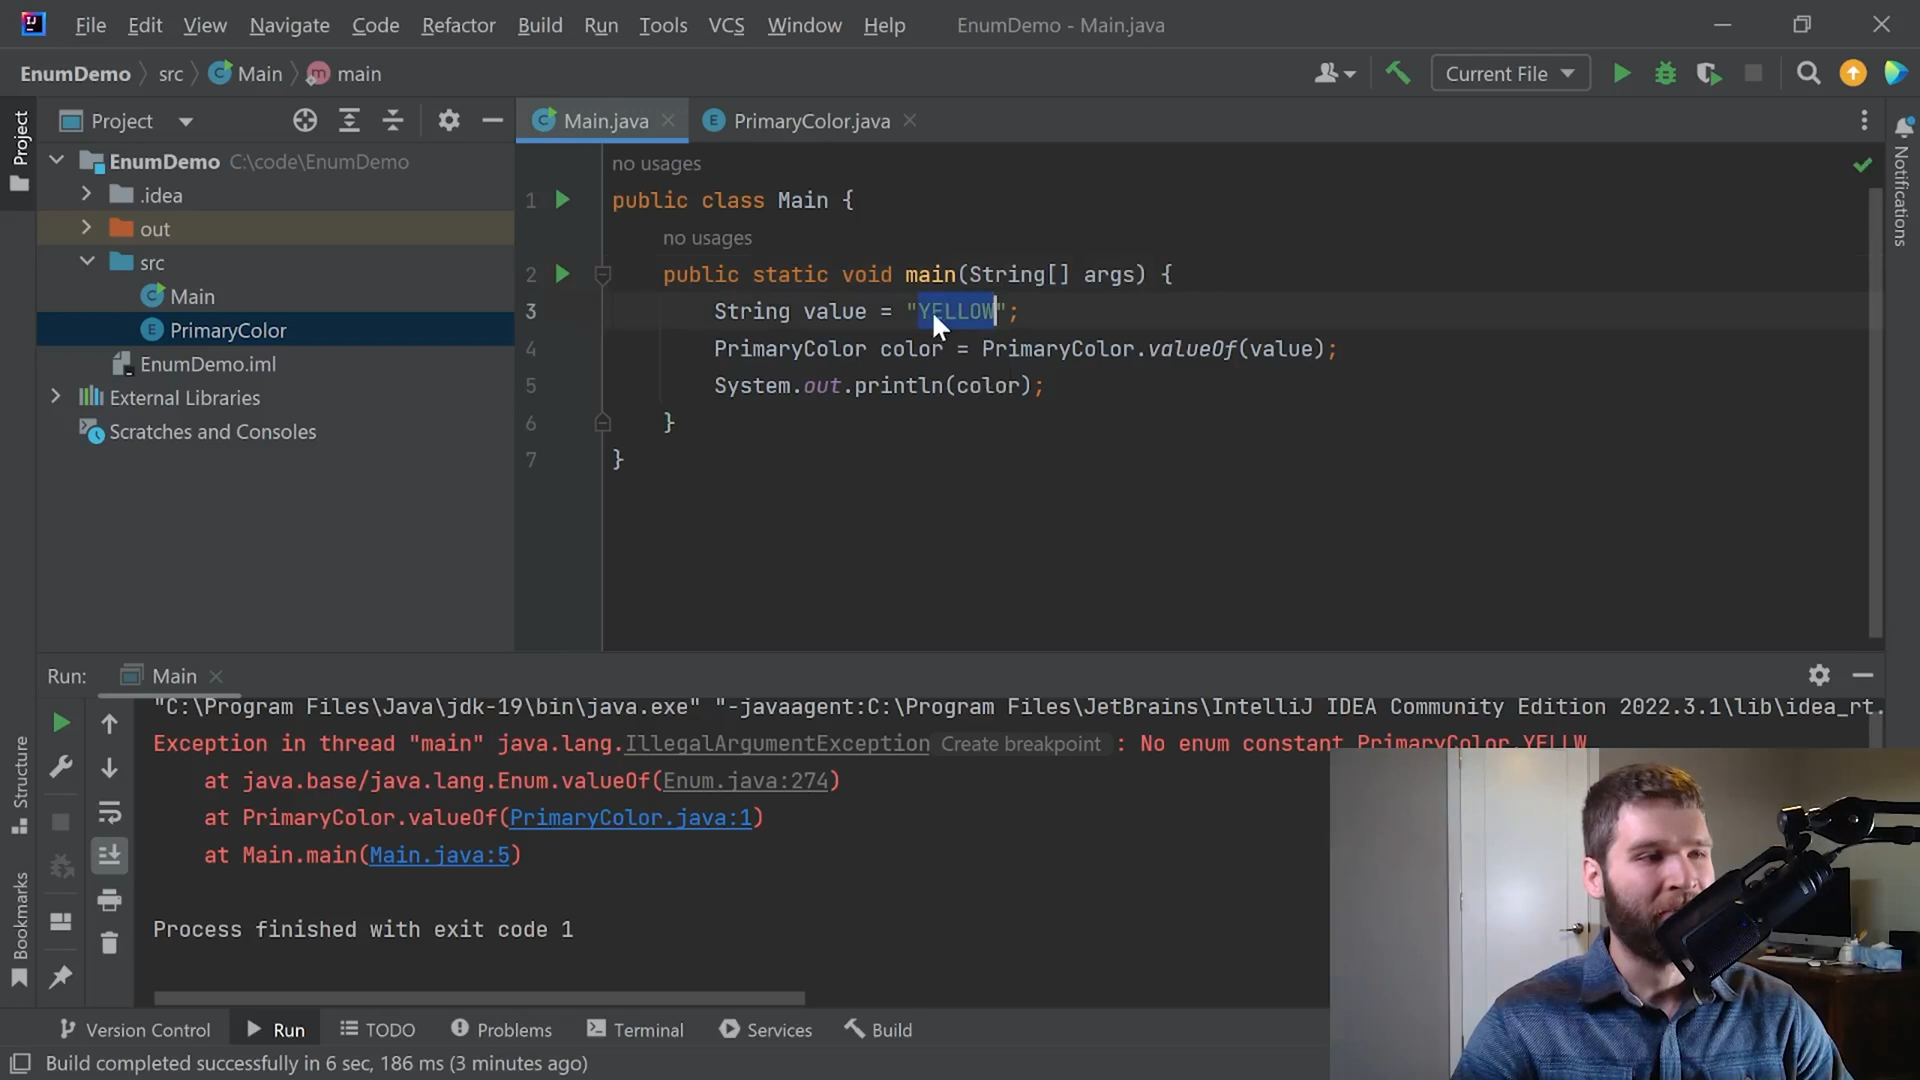 File Edit View Navigate Code Refactor Build Run Tools VCS Window Help EnumDemo - Main.java
EnumDemo src Main m main Current File
Project Main.java E PrimaryColor.java
Project
EnumDemo C:\code\EnumDemo
.idea
out
src
Main
E PrimaryColor
EnumDemo.iml
External Libraries
Scratches and Consoles
no usages
1 public class Main {
no usages
2 public static void main(String[] args) {
3 String value = "YELLOW";
4 PrimaryColor color = PrimaryColor.valueOf(value);
5 System.out.println(color);
6 }
7 }
Notifications
Run: Main
"C:\Program Files\Java\jdk-19\bin\java.exe" "-javaagent:C:\Program Files\JetBrains\IntelliJ IDEA Community Edition 2022.3.1\lib\idea_rt.
Exception in thread "main" java.lang.IllegalArgumentException Create breakpoint : No enum constant PrimaryColor.YELLW
at java.base/java.lang.Enum.valueOf(Enum.java:274)
at PrimaryColor.valueOf(PrimaryColor.java:1)
at Main.main(Main.java:5)
Process finished with exit code 1
Structure
Bookmarks
Version Control Run TODO Problems Terminal Services Build
Build completed successfully in 6 sec, 186 ms (3 minutes ago)